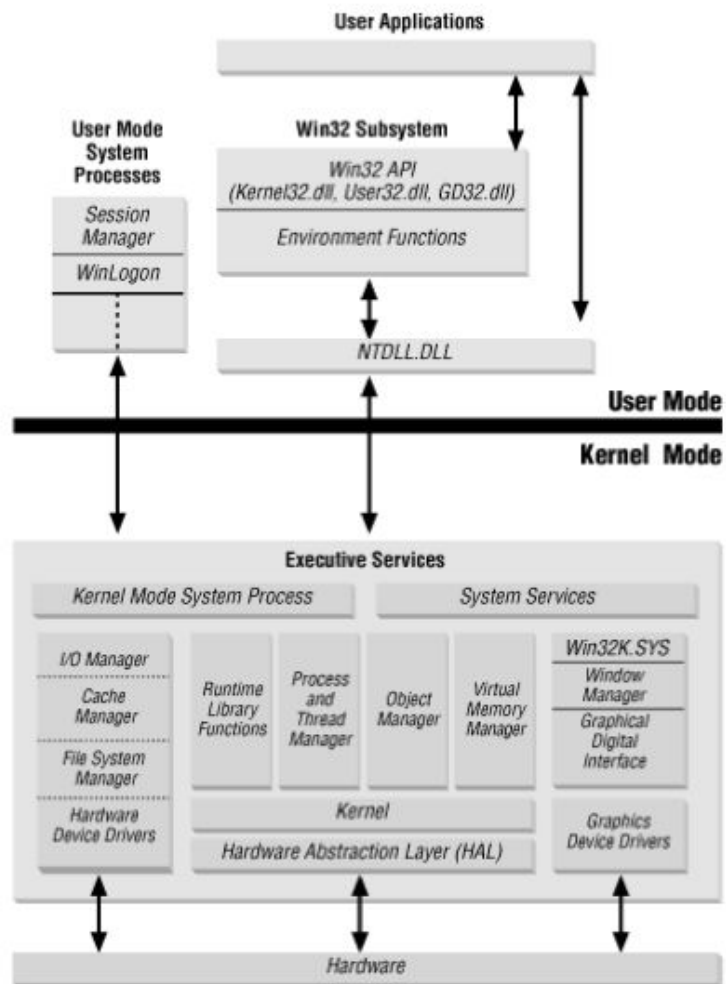 User Applications
User Mode
System
Processes
Win32 Subsystem
Session
Manager
WinLogon
Win32 API
(Kernel32.dll, User32.dll, GD32.dll)
Environment Functions
NTDLL.DLL
User Mode
Kernel Mode
Executive Services
Kernel Mode System Process
System Services
I/O Manager
Cache
Manager
File System
Manager
Hardware
Device Drivers
Runtime
Library
Functions
Process
and
Thread
Manager
Object
Manager
Virtual
Memory
Manager
Win32K.SYS
Window
Manager
Graphical
Digital
Interface
Kernel
Hardware Abstraction Layer (HAL)
Graphics
Device Drivers
Hardware